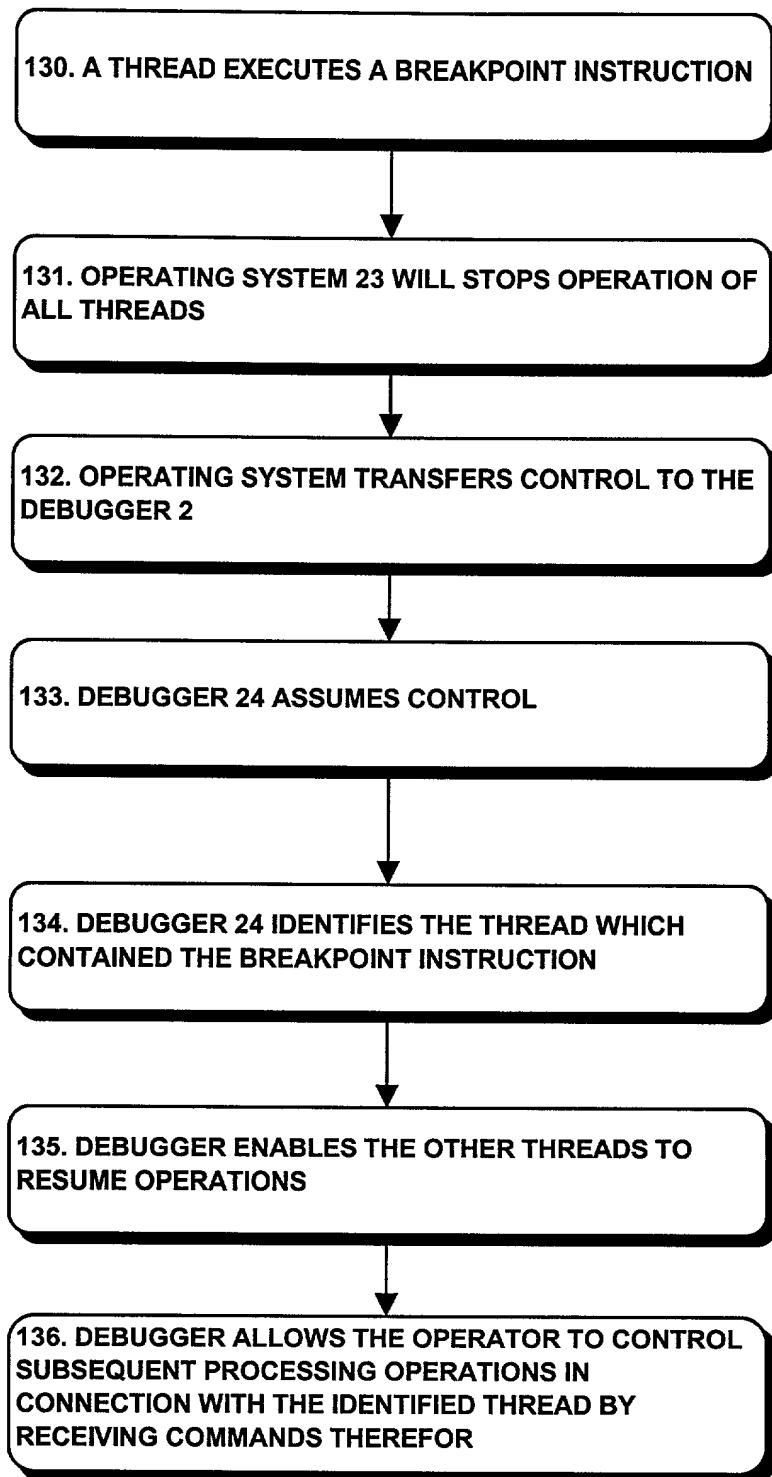 130. A THREAD EXECUTES A BREAKPOINT INSTRUCTION
131. OPERATING SYSTEM 23 WILL STOPS OPERATION OF
ALL THREADS
132. OPERATING SYSTEM TRANSFERS CONTROL TO THE
DEBUGGER 2
133. DEBUGGER 24 ASSUMES CONTROL
134. DEBUGGER 24 IDENTIFIES THE THREAD WHICH
CONTAINED THE BREAKPOINT INSTRUCTION
135. DEBUGGER ENABLES THE OTHER THREADS TO
RESUME OPERATIONS
136. DEBUGGER ALLOWS THE OPERATOR TO CONTROL
SUBSEQUENT PROCESSING OPERATIONS IN
CONNECTION WITH THE IDENTIFIED THREAD BY
RECEIVING COMMANDS THEREFOR